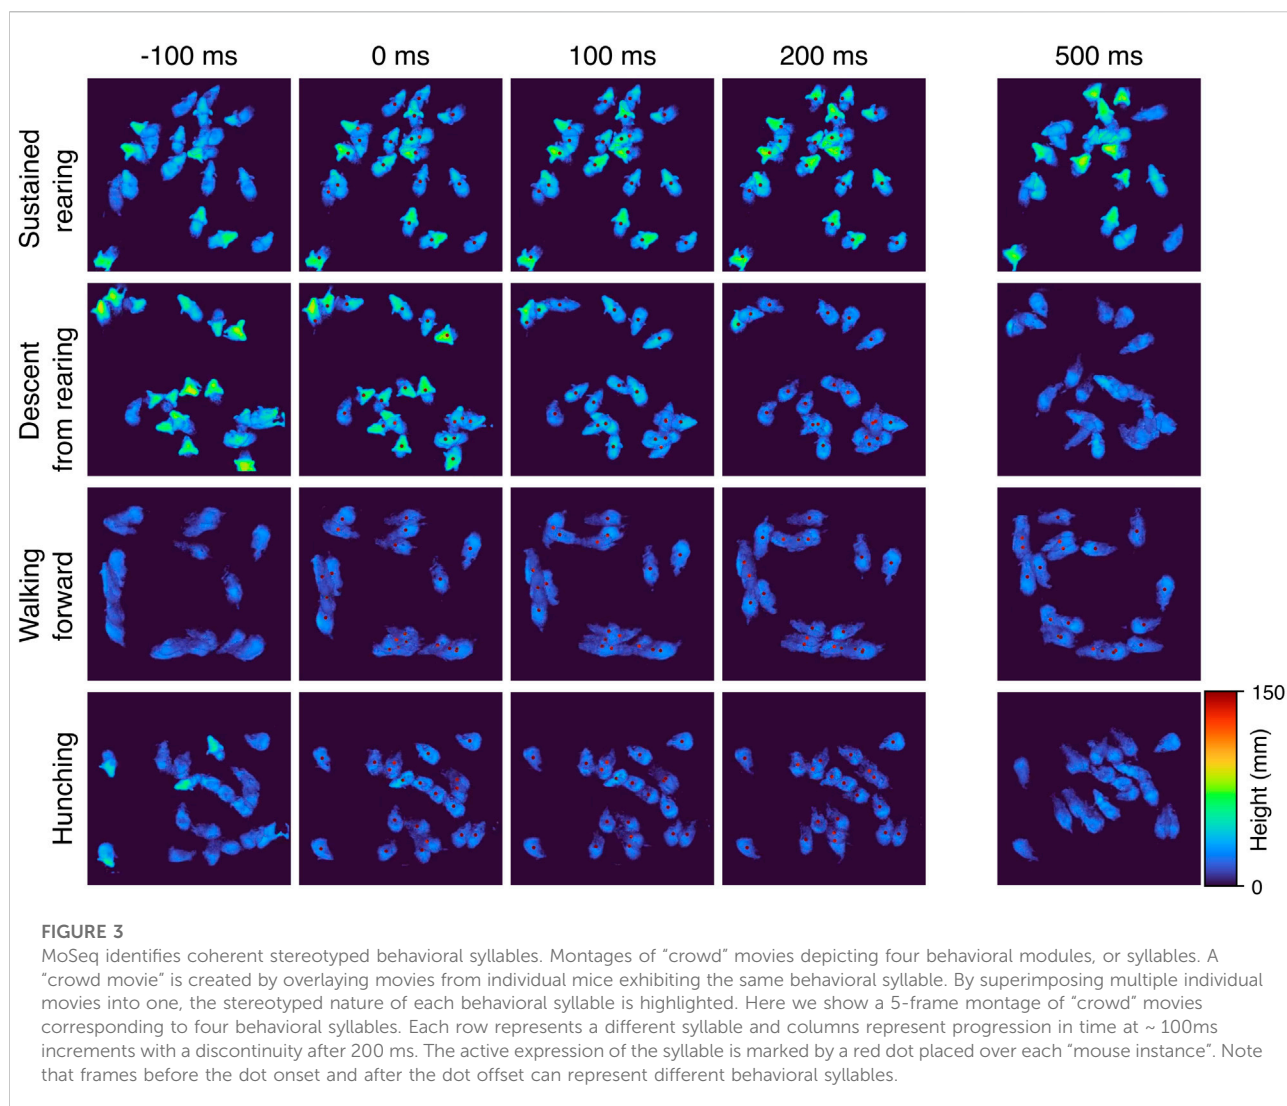 -100 ms 0 ms 100 ms 200 ms 500 ms
Sustained
rearing
Descent
from rearing
Walking
forward
Hunching
150
Height (mm)
0
FIGURE 3
MoSeq identifies coherent stereotyped behavioral syllables. Montages of “crowd” movies depicting four behavioral modules, or syllables. A
“crowd movie” is created by overlaying movies from individual mice exhibiting the same behavioral syllable. By superimposing multiple individual
movies into one, the stereotyped nature of each behavioral syllable is highlighted. Here we show a 5-frame montage of “crowd” movies
corresponding to four behavioral syllables. Each row represents a different syllable and columns represent progression in time at ~ 100ms
increments with a discontinuity after 200 ms. The active expression of the syllable is marked by a red dot placed over each “mouse instance”. Note
that frames before the dot onset and after the dot offset can represent different behavioral syllables.